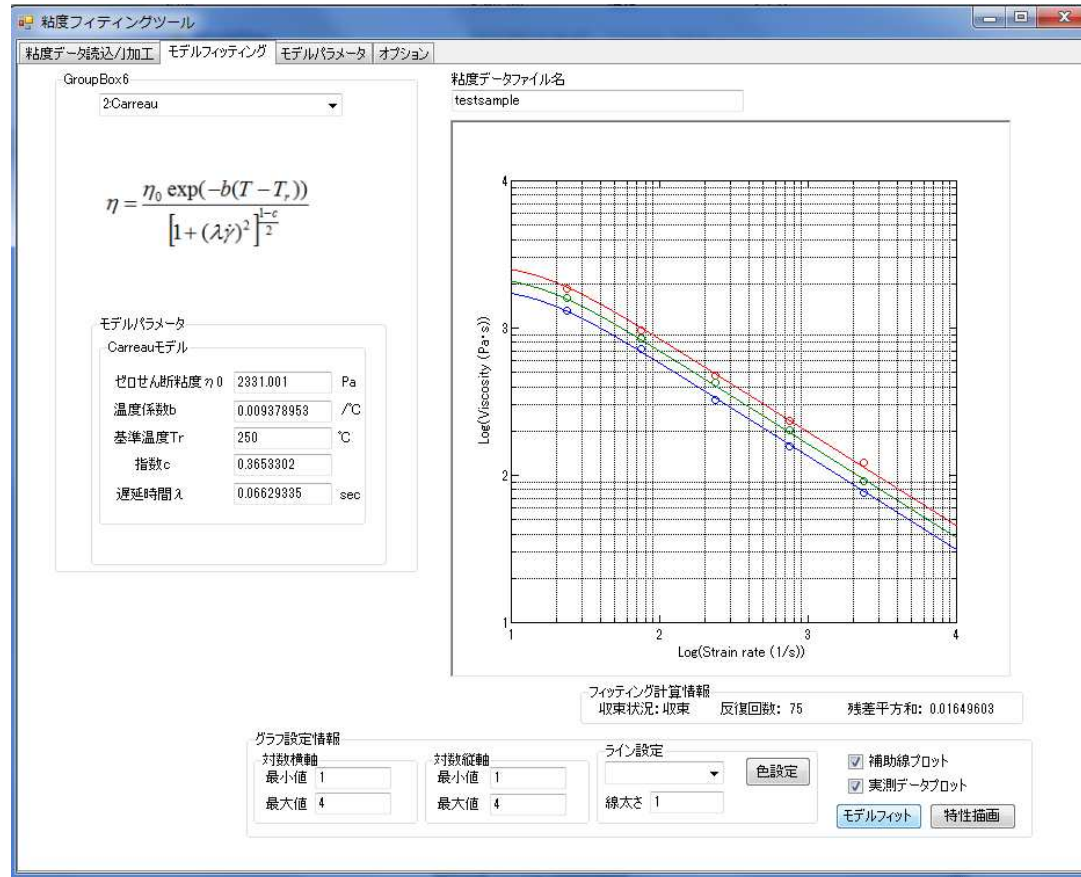 粘度フィティングツール
粘度データ読込/加工 モデルフィッティング モデルパラメータ オプション
GroupBox6
2:Carreau
η = η0 exp(−b(T − Tr)) / [1 + (λγ̇)²]^((1−c)/2)
モデルパラメータ
Carreauモデル
ゼロせん断粘度η0 2331.001 Pa
温度係数b 0.009378953 /℃
基準温度Tr 250 ℃
指数c 0.3653302
遅延時間λ 0.06629335 sec
粘度データファイル名
testsample
Log(Viscosity (Pa・s))
4
3
2
1
1 2 3 4
Log(Strain rate (1/s))
フィッティング計算情報
収束状況: 収束 反復回数: 75 残差平方和: 0.01649603
グラフ設定情報
対数横軸
最小値 1
最大値 4
対数縦軸
最小値 1
最大値 4
ライン設定
色設定
線太さ 1
補助線プロット
実測データプロット
モデルフィット 特性描画